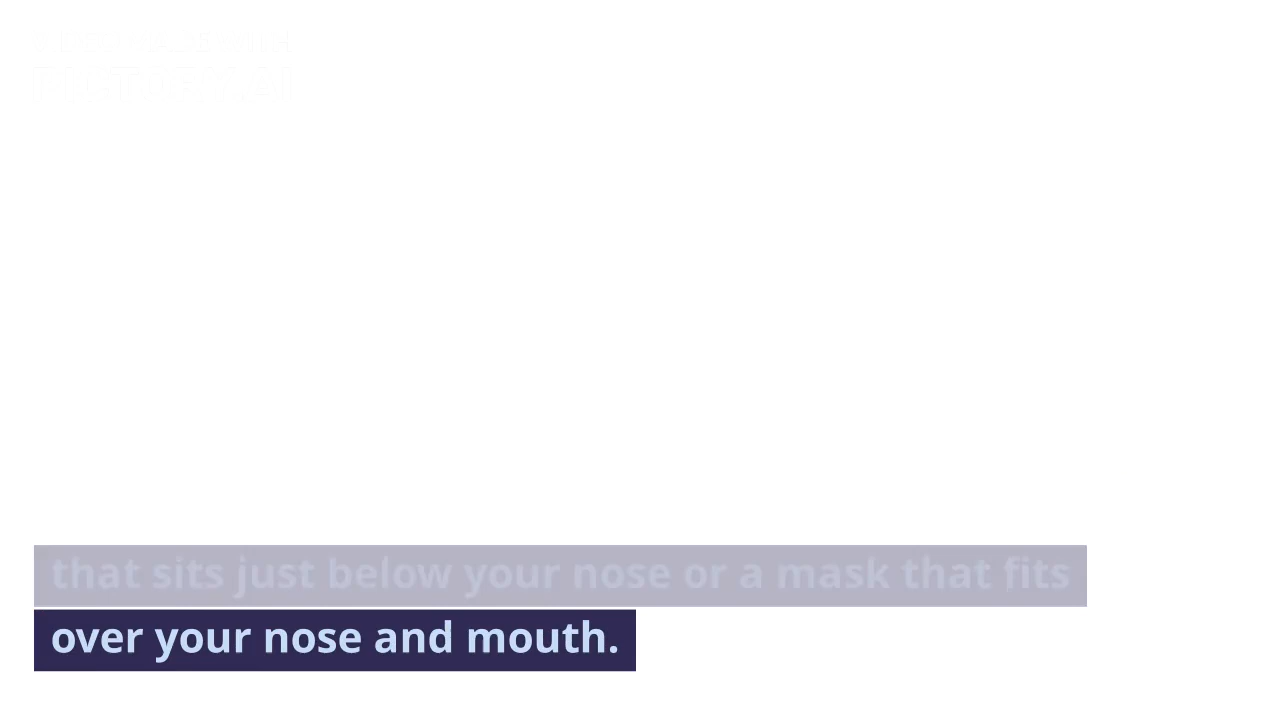 that sits just below your nose or a mask that fits
over your nose and mouth.